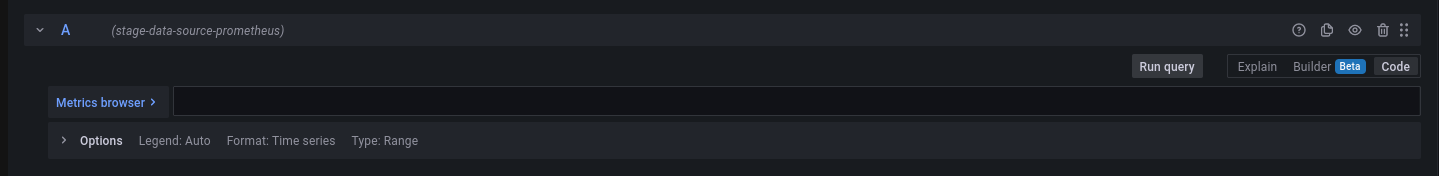 A (stage-data-source-prometheus)
Run query Explain Builder Beta Code
Metrics browser
Options Legend: Auto Format: Time series Type: Range